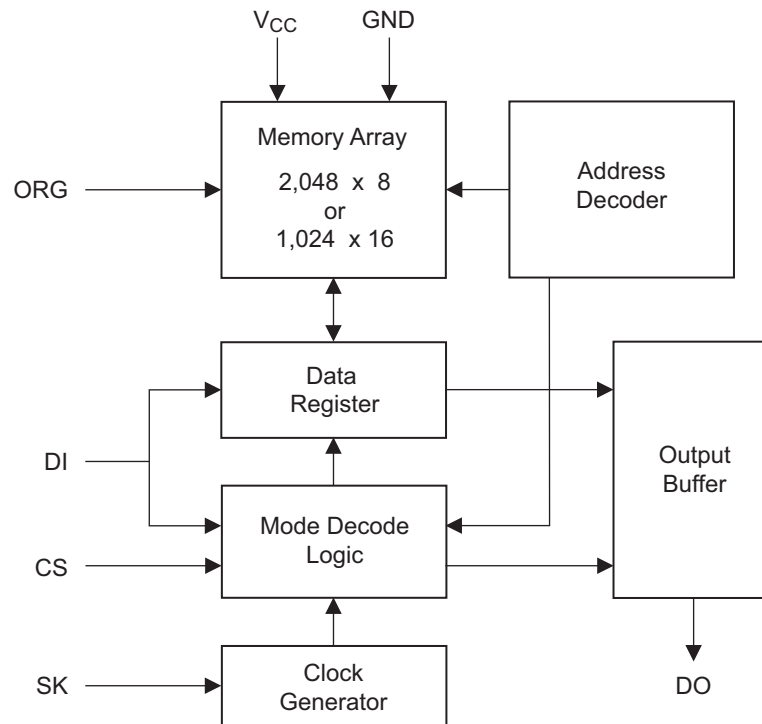 VCC
GND
Memory Array
2,048 x 8
or
1,024 x 16
Address
Decoder
ORG
Data
Register
DI
Output
Buffer
Mode Decode
Logic
CS
Clock
Generator
SK
DO